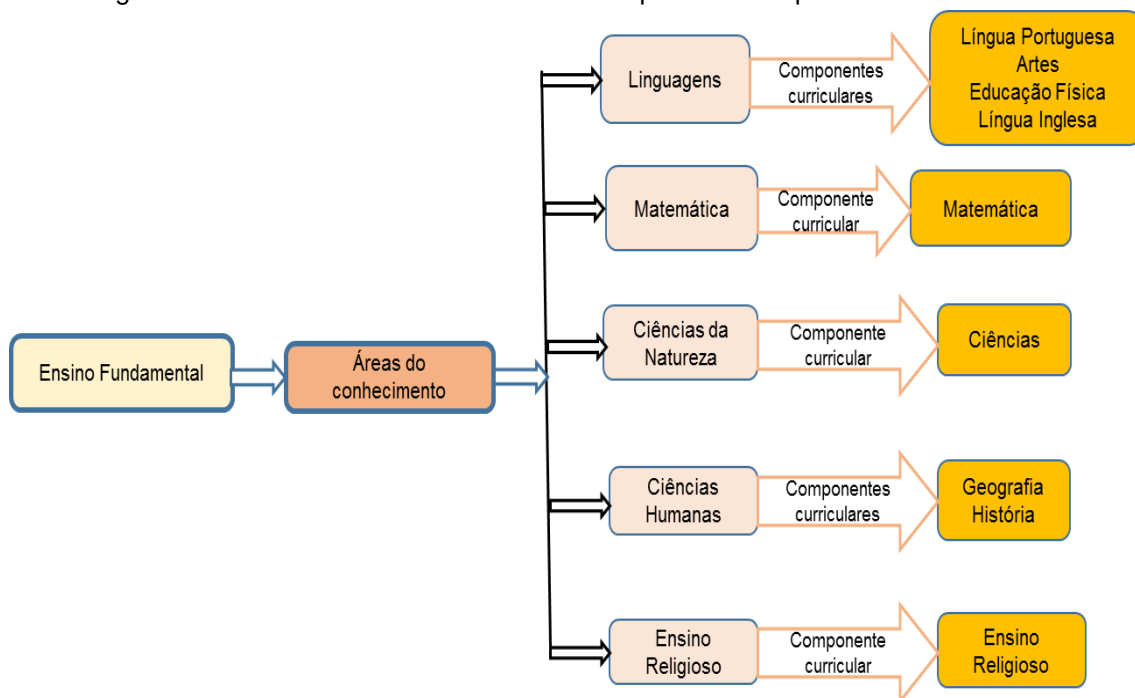 Ensino Fundamental
Áreas do
conhecimento
Linguagens
Componentes
curriculares
Língua Portuguesa
Artes
Educação Física
Língua Inglesa
Matemática
Componente
curricular
Matemática
Ciências da
Natureza
Componente
curricular
Ciências
Ciências
Humanas
Componentes
curriculares
Geografia
História
Ensino
Religioso
Componente
curricular
Ensino
Religioso